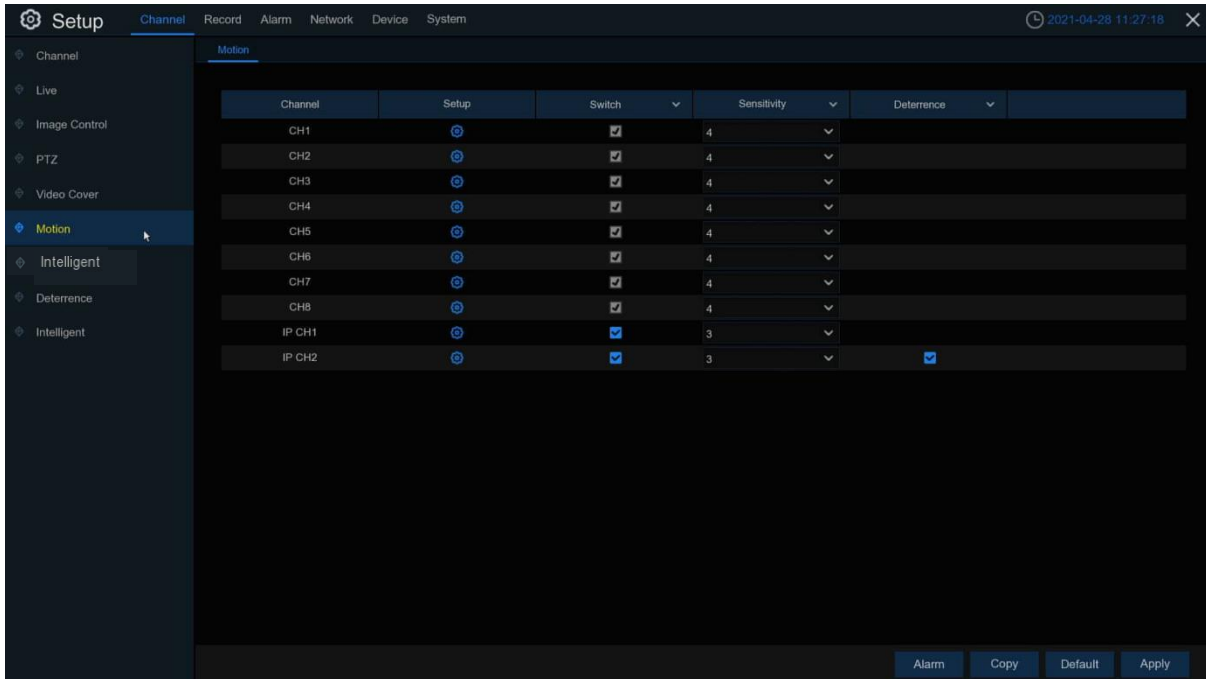 Setup Channel Record Alarm Network Device System 2021-04-28 11:27:18
Channel
Live
Image Control
PTZ
Video Cover
Motion
Intelligent
Deterrence
Intelligent
Motion
Channel Setup Switch Sensitivity Deterrence
CH1 4
CH2 4
CH3 4
CH4 4
CH5 4
CH6 4
CH7 4
CH8 4
IP CH1 3
IP CH2 3
Alarm Copy Default Apply